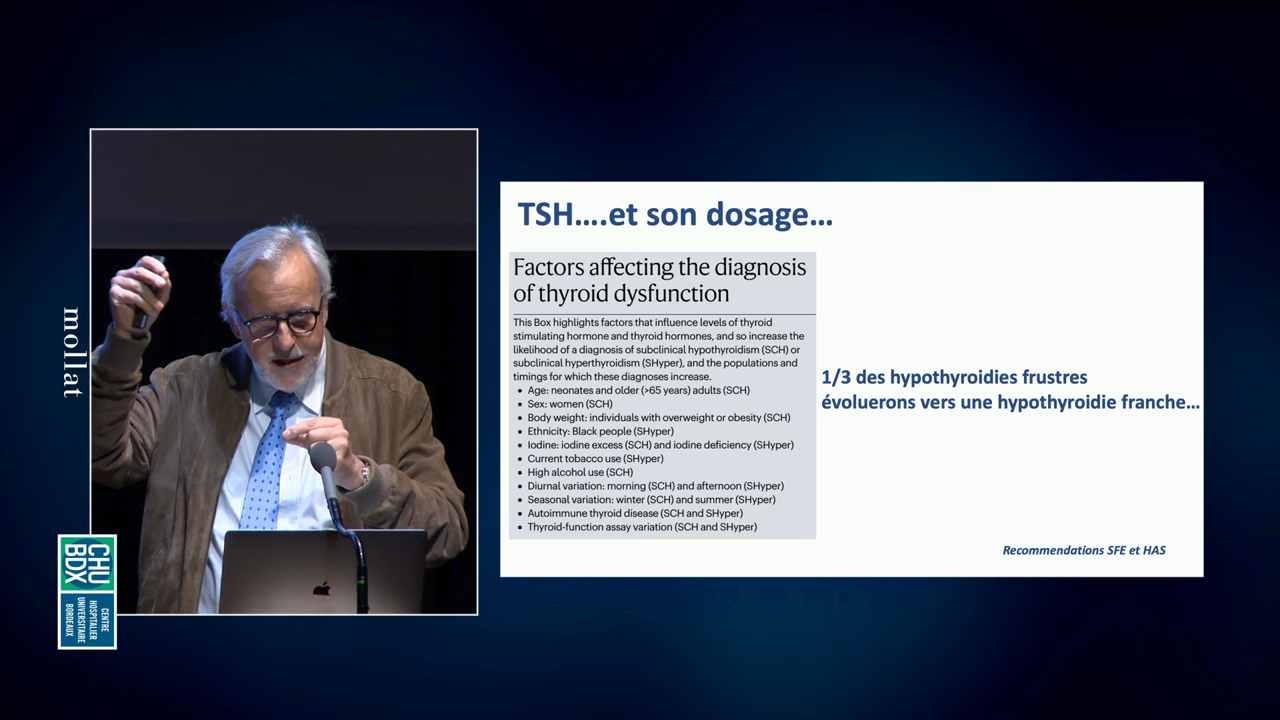 molat
CHU
BDX
CENTRE
HOSPITALIER
UNIVERSITAIRE
BORDEAUX
TSH....et son dosage...
Factors affecting the diagnosis
of thyroid dysfunction
This Box highlights factors that influence levels of thyroid
stimulating hormone and thyroid hormones, and so increase the
likelihood of a diagnosis of subclinical hypothyroidism (SCH) or
subclinical hyperthyroidism (SHyper), and the populations and
timings for which these diagnoses increase.
• Age: neonates and older (>65 years) adults (SCH)
• Sex: women (SCH)
• Body weight: individuals with overweight or obesity (SCH)
• Ethnicity: Black people (SHyper)
• Iodine: iodine excess (SCH) and iodine deficiency (SHyper)
• Current tobacco use (SHyper)
• High alcohol use (SCH)
• Diurnal variation: morning (SCH) and afternoon (SHyper)
• Seasonal variation: winter (SCH) and summer (SHyper)
• Autoimmune thyroid disease (SCH and SHyper)
• Thyroid-function assay variation (SCH and SHyper)
1/3 des hypothyroidies frustres
évoluerons vers une hypothyroidie franche...
Recommendations SFE et HAS